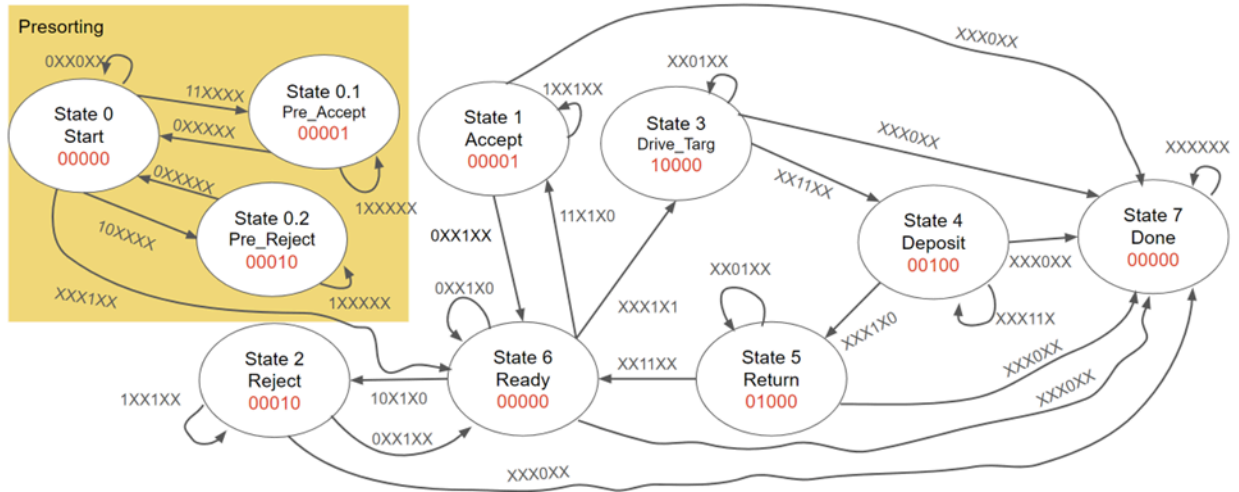 Presorting
0XX0XX
State 0
Start
00000
11XXXX
State 0.1
Pre_Accept
00001
0XXXXX
1XXXXX
0XXXXX
10XXXX
State 0.2
Pre_Reject
00010
1XXXXX
XXX1XX
State 1
Accept
00001
1XX1XX
XXX0XX
0XX1XX
11X1X0
XX01XX
State 3
Drive_Targ
10000
XXX0XX
XX11XX
XXX1X1
State 4
Deposit
00100
XXX0XX
XXX11X
XXX1X0
XXXXXX
State 7
Done
00000
State 2
Reject
00010
1XX1XX
10X1X0
0XX1XX
0XX1X0
State 6
Ready
00000
XX11XX
XX01XX
State 5
Return
01000
XXX0XX
XXX0XX
XXX0XX